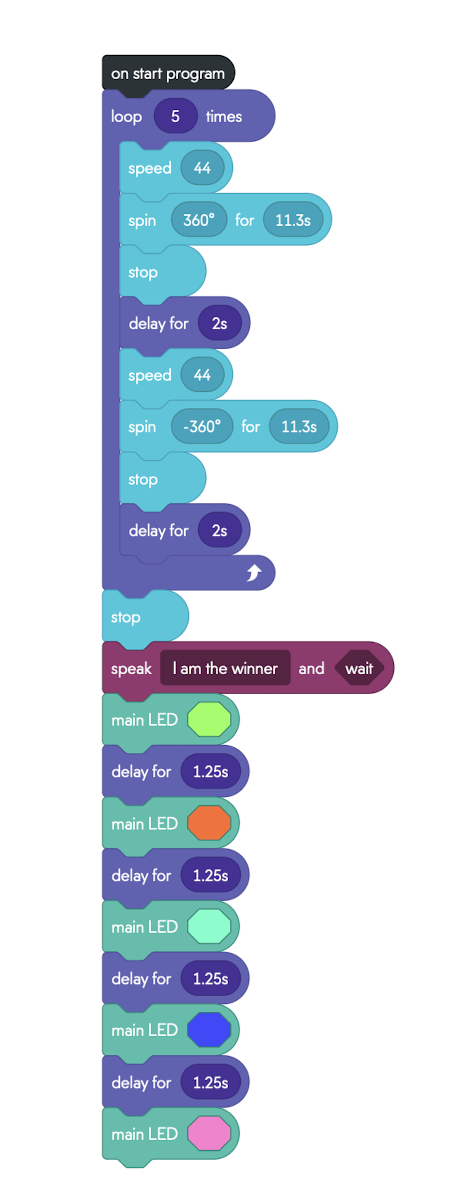 on start program
loop 5 times
speed 44
spin 360° for 11.3s
stop
delay for 2s
speed 44
spin -360° for 11.3s
stop
delay for 2s
stop
speak I am the winner and wait
main LED
delay for 1.25s
main LED
delay for 1.25s
main LED
delay for 1.25s
main LED
delay for 1.25s
main LED